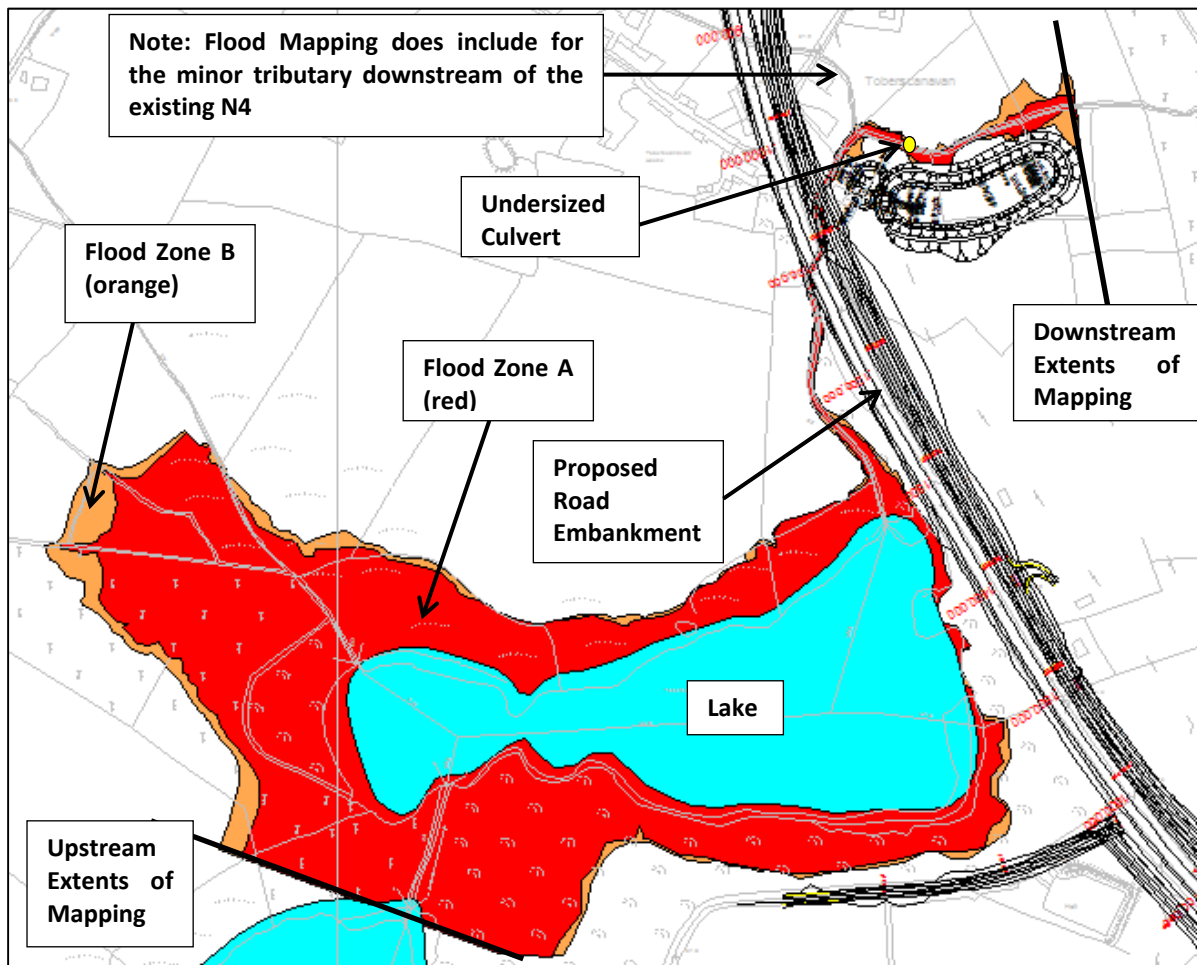 Note: Flood Mapping does include for
the minor tributary downstream of the
existing N4
Toberscanavan
Undersized
Culvert
Flood Zone B
(orange)
Flood Zone A
(red)
Downstream
Extents of
Mapping
Proposed
Road
Embankment
Lake
Upstream
Extents of
Mapping